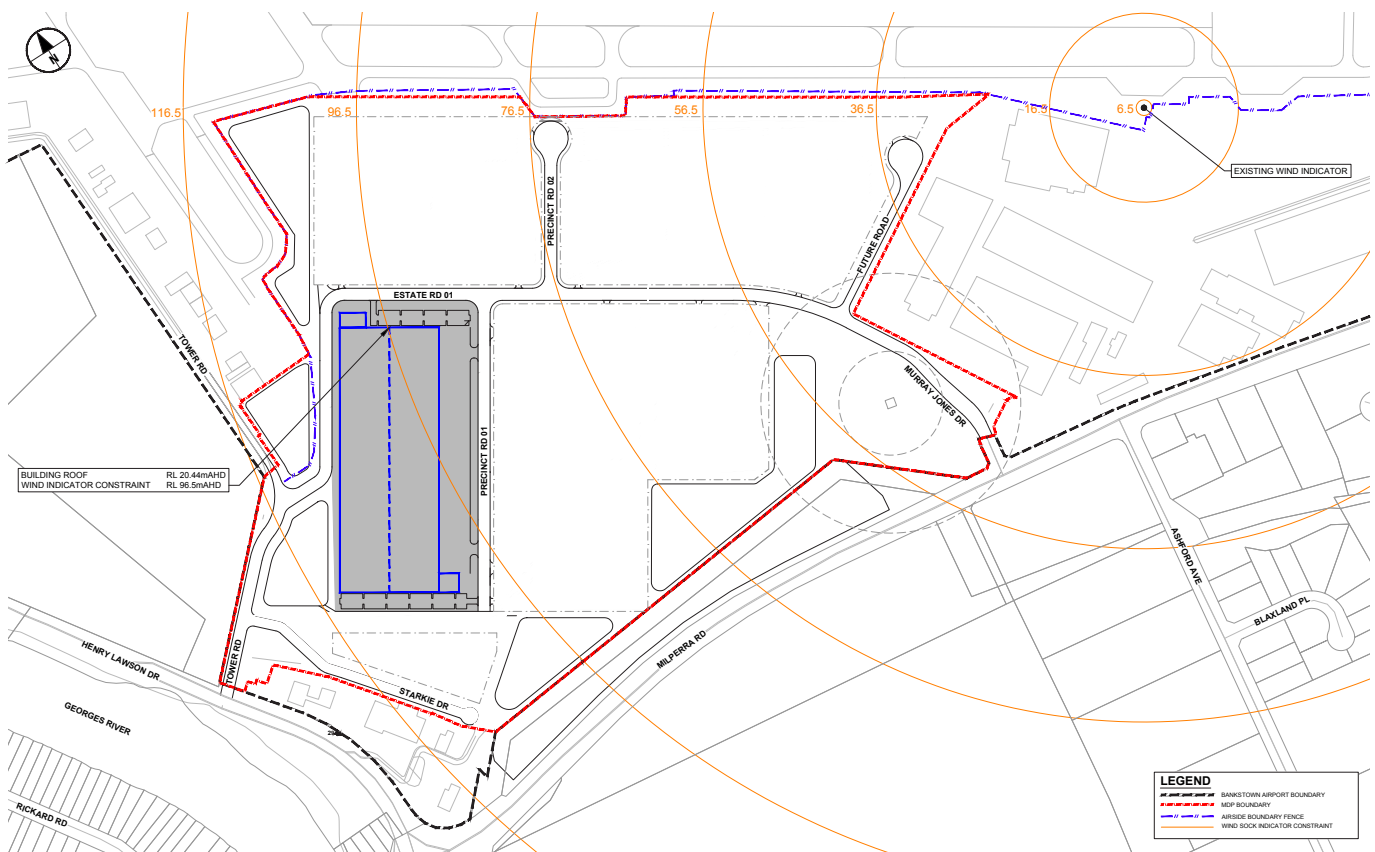 N
116.5
96.5
76.5
56.5
36.5
16.5
6.5
EXISTING WIND INDICATOR
PRECINCT RD 02
FUTURE ROAD
ESTATE RD 01
TOWER RD
MURRAY JONES DR
PRECINCT RD 01
BUILDING ROOF RL 20.44mAHD
WIND INDICATOR CONSTRAINT RL 96.5mAHD
ASHFORD AVE
BLAXLAND PL
MILPERRA RD
HENRY LAWSON DR
TOWER RD
STARKIE DR
GEORGES RIVER
RICKARD RD
LEGEND
BANKSTOWN AIRPORT BOUNDARY
MDP BOUNDARY
AIRSIDE BOUNDARY FENCE
WIND SOCK INDICATOR CONSTRAINT